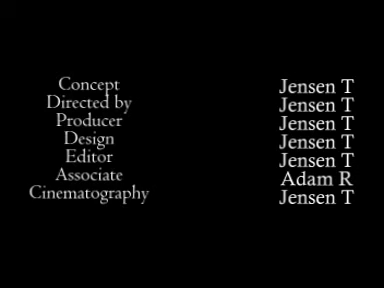 Concept Jensen T
Directed by Jensen T
Producer Jensen T
Design Jensen T
Editor Jensen T
Associate Adam R
Cinematography Jensen T